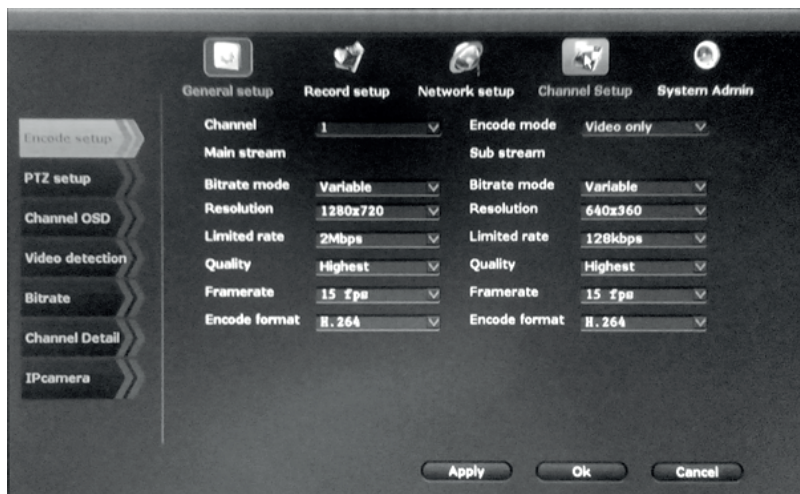 General setup Record setup Network setup Channel Setup System Admin
Encode setup
PTZ setup
Channel OSD
Video detection
Bitrate
Channel Detail
IPcamera
Channel 1 Encode mode Video only
Main stream Sub stream
Bitrate mode Variable Bitrate mode Variable
Resolution 1280x720 Resolution 640x360
Limited rate 2Mbps Limited rate 128kbps
Quality Highest Quality Highest
Framerate 15 fps Framerate 15 fps
Encode format H.264 Encode format H.264
Apply Ok Cancel